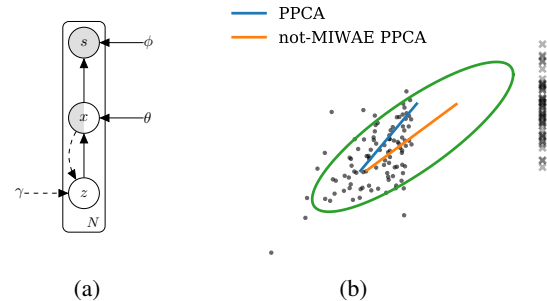 PPCA
not-MIWAE PPCA
s
ϕ
x
θ
z
γ
N
(a)
(b)